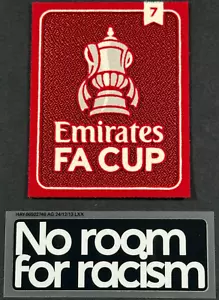 7
Emirates
FA CUP
No room
for racism